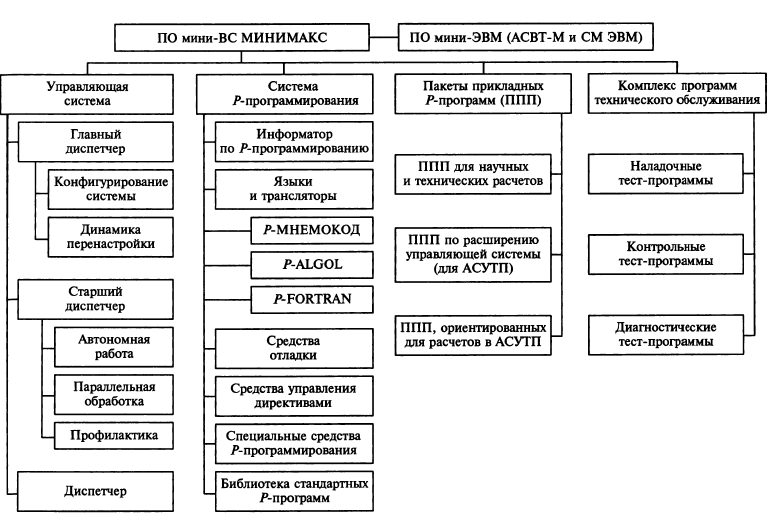 ПО мини-ВС МИНИМАКС
ПО мини-ЭВМ (АСВТ-М и СМ ЭВМ)
Управляющая
система
Главный
диспетчер
Конфигурирование
системы
Динамика
перенастройки
Старший
диспетчер
Автономная
работа
Параллельная
обработка
Профилактика
Диспетчер
Система
P-программирования
Информатор
по P-программированию
Языки
и трансляторы
P-МНЕМОКОД
P-ALGOL
P-FORTRAN
Средства
отладки
Средства управления
директивами
Специальные средства
P-программирования
Библиотека стандартных
P-программ
Пакеты прикладных
P-программ (ППП)
ППП для научных
и технических расчетов
ППП по расширению
управляющей системы
(для АСУТП)
ППП, ориентированных
для расчетов в АСУТП
Комплекс программ
технического обслуживания
Наладочные
тест-программы
Контрольные
тест-программы
Диагностические
тест-программы